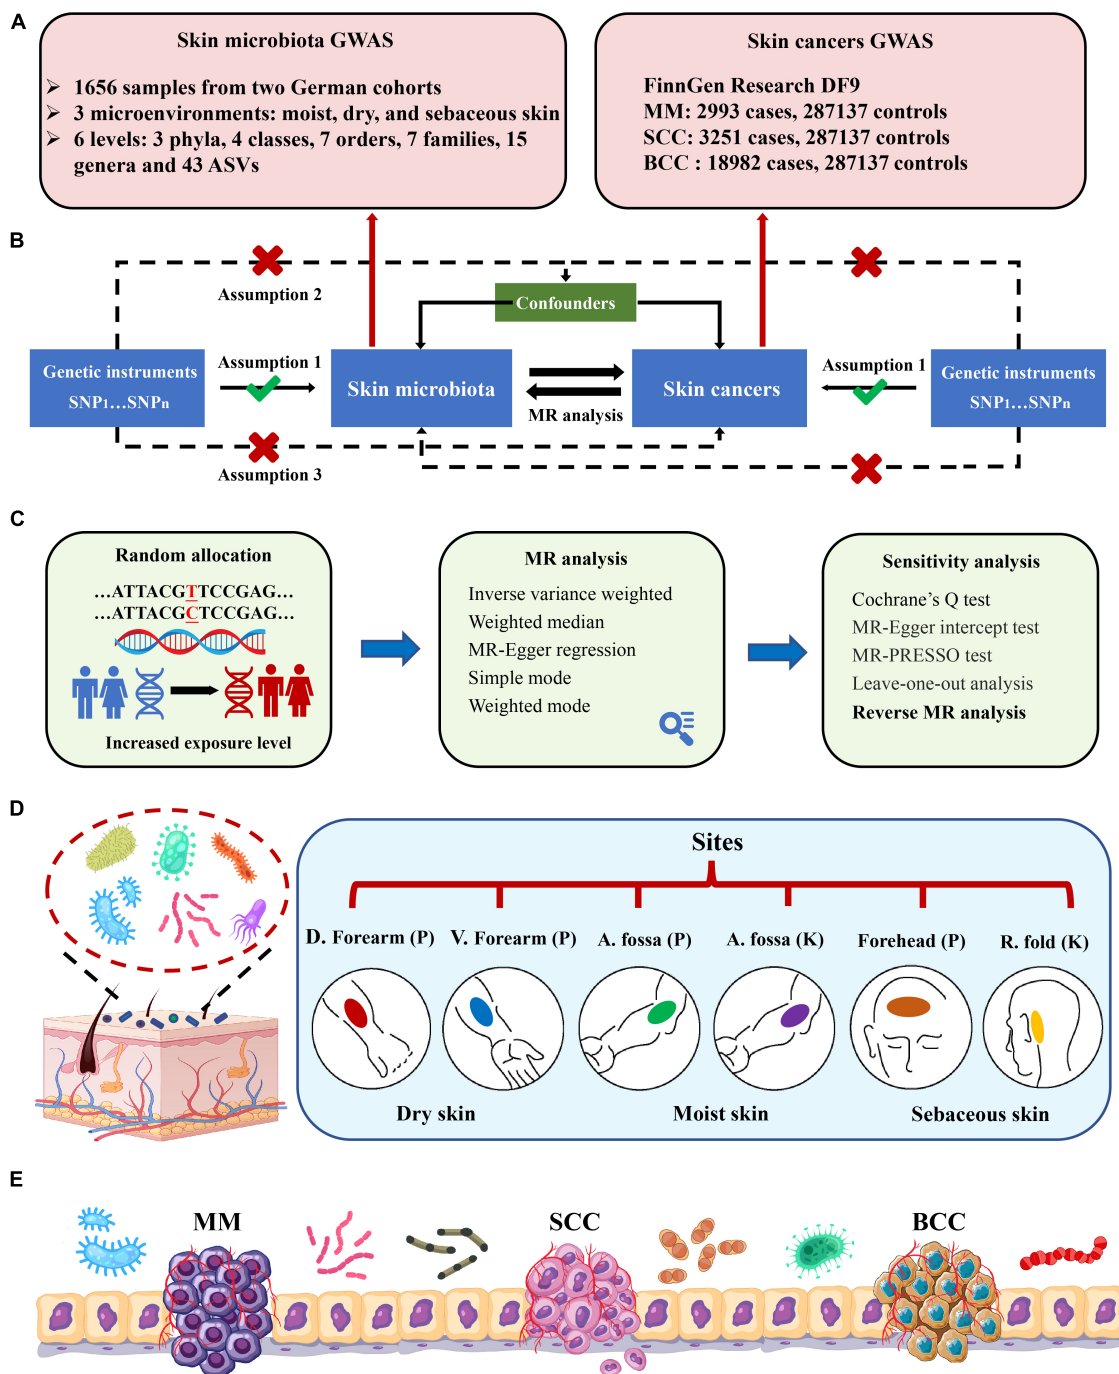 A
Skin microbiota GWAS
➢ 1656 samples from two German cohorts
➢ 3 microenvironments: moist, dry, and sebaceous skin
➢ 6 levels: 3 phyla, 4 classes, 7 orders, 7 families, 15
genera and 43 ASVs
Skin cancers GWAS
FinnGen Research DF9
MM: 2993 cases, 287137 controls
SCC: 3251 cases, 287137 controls
BCC : 18982 cases, 287137 controls
B
Assumption 2
Confounders
Genetic instruments
SNP1…SNPn
Assumption 1
Skin microbiota
MR analysis
Skin cancers
Assumption 1
Genetic instruments
SNP1…SNPn
Assumption 3
C
Random allocation
…ATTACGTTCCGAG…
…ATTACGCTCCGAG…
Increased exposure level
MR analysis
Inverse variance weighted
Weighted median
MR-Egger regression
Simple mode
Weighted mode
Sensitivity analysis
Cochrane's Q test
MR-Egger intercept test
MR-PRESSO test
Leave-one-out analysis
Reverse MR analysis
D
Sites
D. Forearm (P)
V. Forearm (P)
A. fossa (P)
A. fossa (K)
Forehead (P)
R. fold (K)
Dry skin
Moist skin
Sebaceous skin
E
MM
SCC
BCC